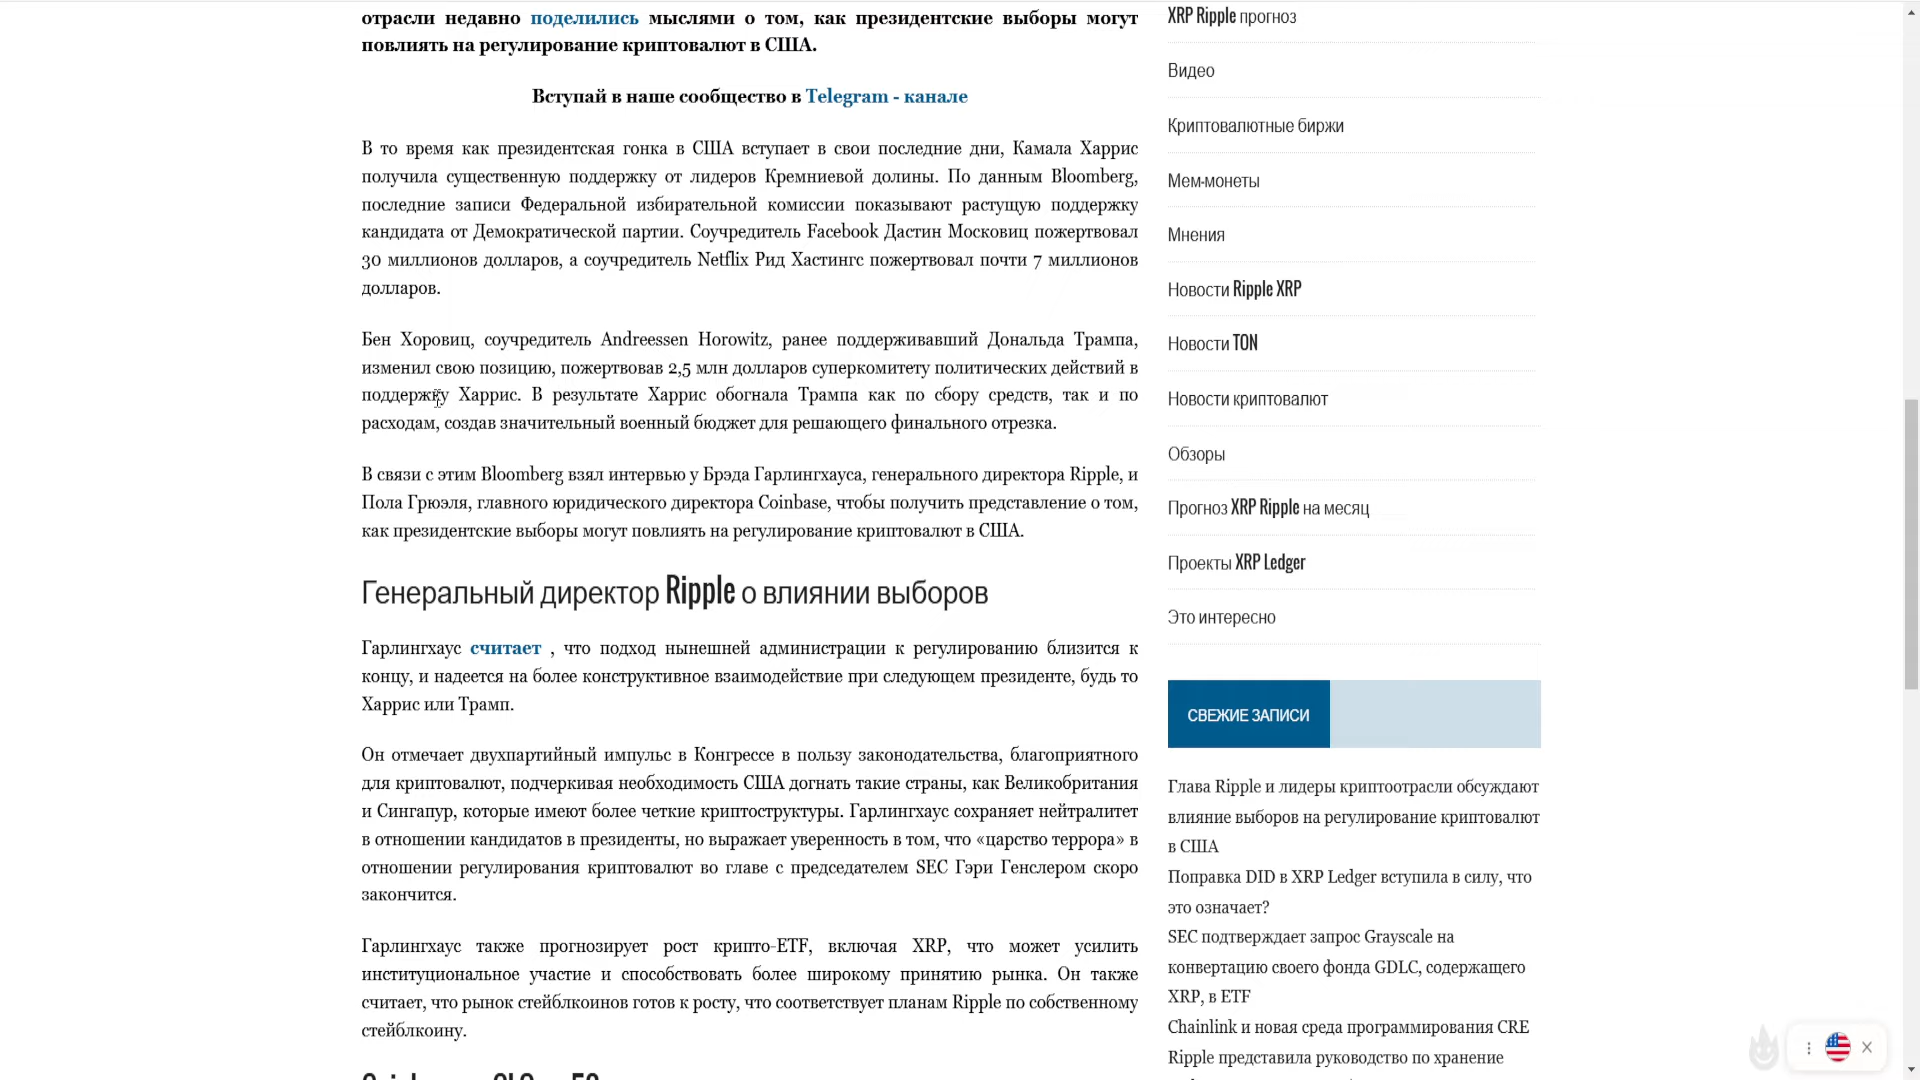 отрасли недавно поделились мыслями о том, как президентские выборы могут
повлиять на регулирование криптовалют в США.
Вступай в наше сообщество в Telegram - канале
В то время как президентская гонка в США вступает в свои последние дни, Камала Харрис
получила существенную поддержку от лидеров Кремниевой долины. По данным Bloomberg,
последние записи Федеральной избирательной комиссии показывают растущую поддержку
кандидата от Демократической партии. Соучредитель Facebook Дастин Московиц пожертвовал
30 миллионов долларов, а соучредитель Netflix Рид Хастингс пожертвовал почти 7 миллионов
долларов.
Бен Хоровиц, соучредитель Andreessen Horowitz, ранее поддерживавший Дональда Трампа,
изменил свою позицию, пожертвовав 2,5 млн долларов суперкомитету политических действий в
поддержку Харрис. В результате Харрис обогнала Трампа как по сбору средств, так и по
расходам, создав значительный военный бюджет для решающего финального отрезка.
В связи с этим Bloomberg взял интервью у Брэда Гарлингхауса, генерального директора Ripple, и
Пола Грюэля, главного юридического директора Coinbase, чтобы получить представление о том,
как президентские выборы могут повлиять на регулирование криптовалют в США.
Генеральный директор Ripple о влиянии выборов
Гарлингхаус считает , что подход нынешней администрации к регулированию близится к
концу, и надеется на более конструктивное взаимодействие при следующем президенте, будь то
Харрис или Трамп.
Он отмечает двухпартийный импульс в Конгрессе в пользу законодательства, благоприятного
для криптовалют, подчеркивая необходимость США догнать такие страны, как Великобритания
и Сингапур, которые имеют более четкие криптоструктуры. Гарлингхаус сохраняет нейтралитет
в отношении кандидатов в президенты, но выражает уверенность в том, что «царство террора» в
отношении регулирования криптовалют во главе с председателем SEC Гэри Генслером скоро
закончится.
Гарлингхаус также прогнозирует рост крипто-ETF, включая XRP, что может усилить
институциональное участие и способствовать более широкому принятию рынка. Он также
считает, что рынок стейблкоинов готов к росту, что соответствует планам Ripple по собственному
стейблкоину.
XRP Ripple прогноз
Видео
Криптовалютные биржи
Мем-монеты
Мнения
Новости Ripple XRP
Новости TON
Новости криптовалют
Обзоры
Прогноз XRP Ripple на месяц
Проекты XRP Ledger
Это интересно
СВЕЖИЕ ЗАПИСИ
Глава Ripple и лидеры криптоотрасли обсуждают
влияние выборов на регулирование криптовалют
в США
Поправка DID в XRP Ledger вступила в силу, что
это означает?
SEC подтверждает запрос Grayscale на
конвертацию своего фонда GDLC, содержащего
XRP, в ETF
Chainlink и новая среда программирования CRE
Ripple представила руководство по хранение